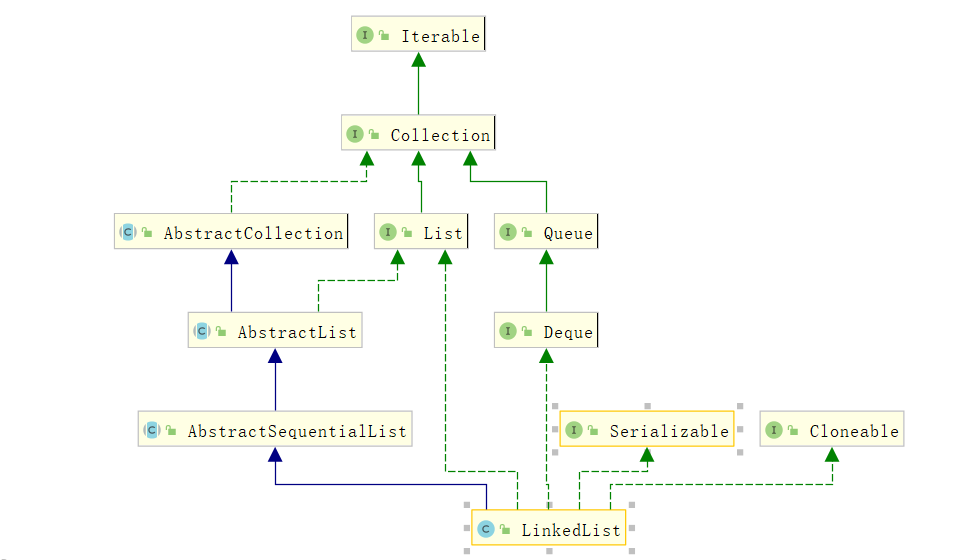 I Iterable
I Collection
C AbstractCollection
I List
I Queue
C AbstractList
I Deque
C AbstractSequentialList
I Serializable
I Cloneable
C LinkedList